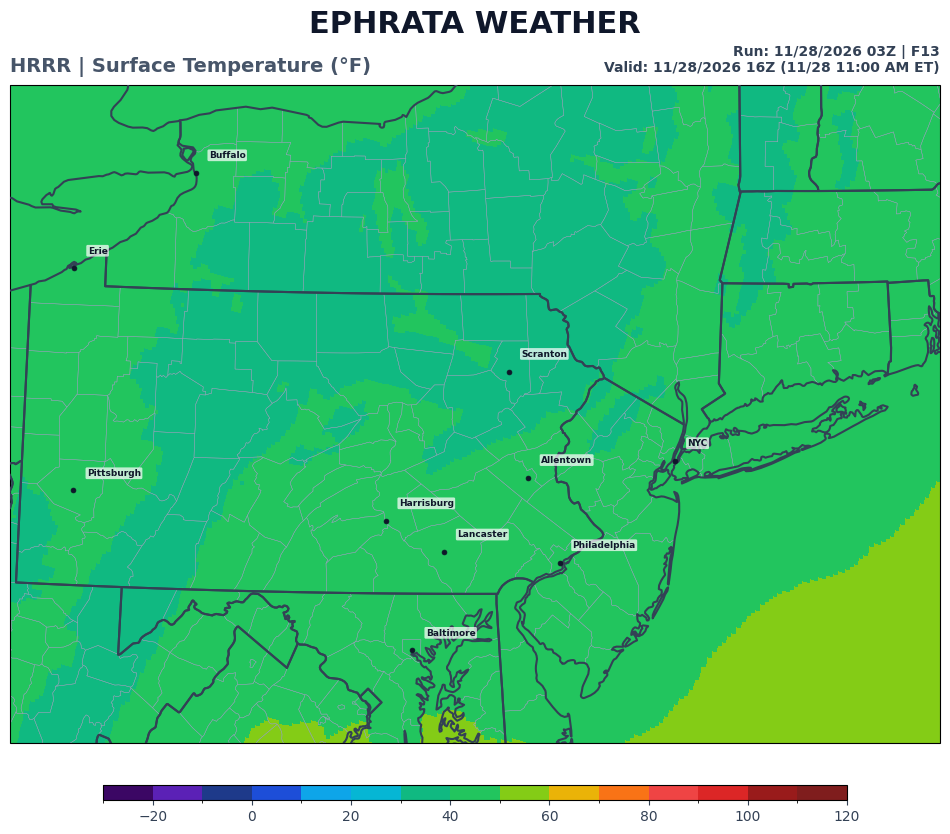 EPHRATA WEATHER
HRRR | Surface Temperature (°F)
Run: 11/28/2026 03Z | F13
Valid: 11/28/2026 16Z (11/28 11:00 AM ET)
Buffalo
Erie
Scranton
NYC
Allentown
Pittsburgh
Harrisburg
Lancaster
Philadelphia
Baltimore
−20 0 20 40 60 80 100 120